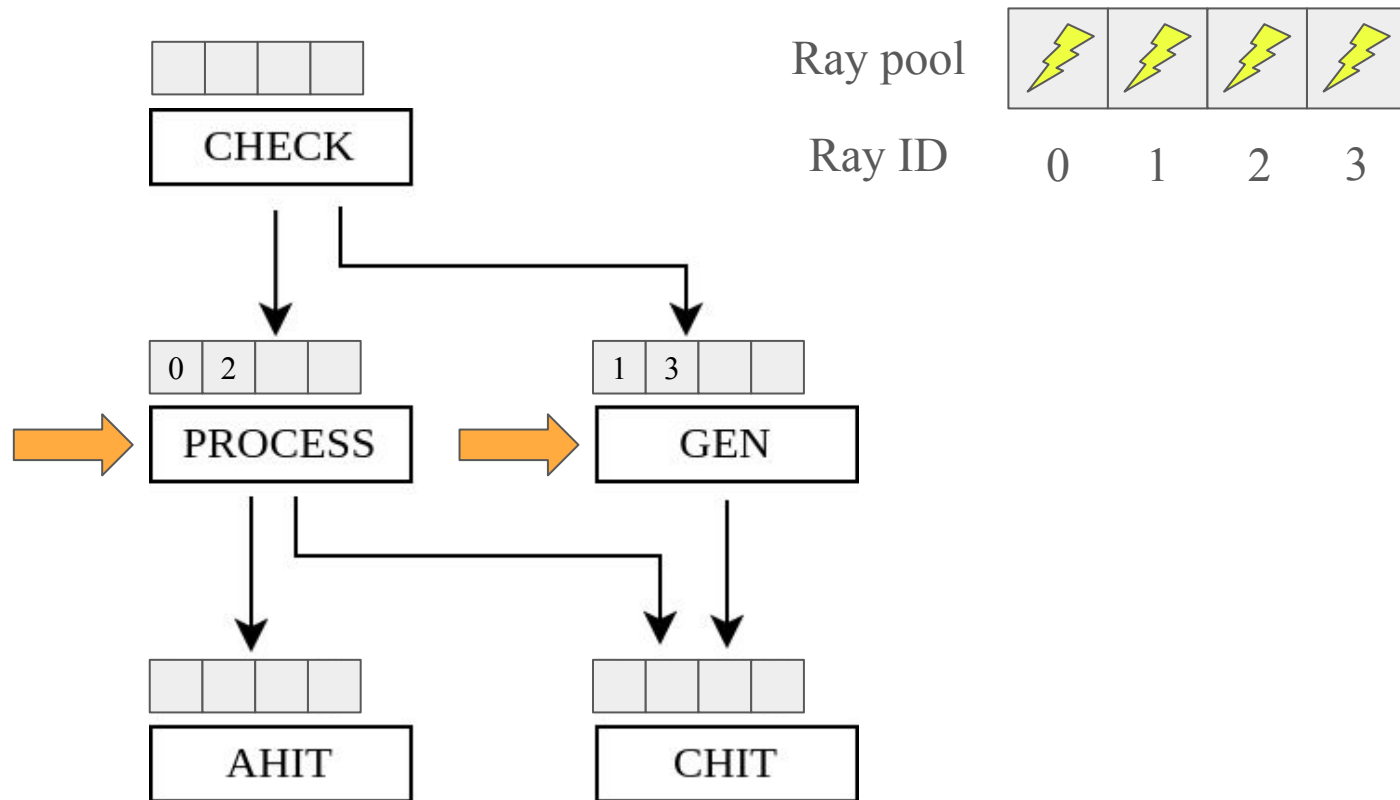 Ray pool
Ray ID 0 1 2 3
CHECK
0 2
1 3
PROCESS
GEN
AHIT
CHIT